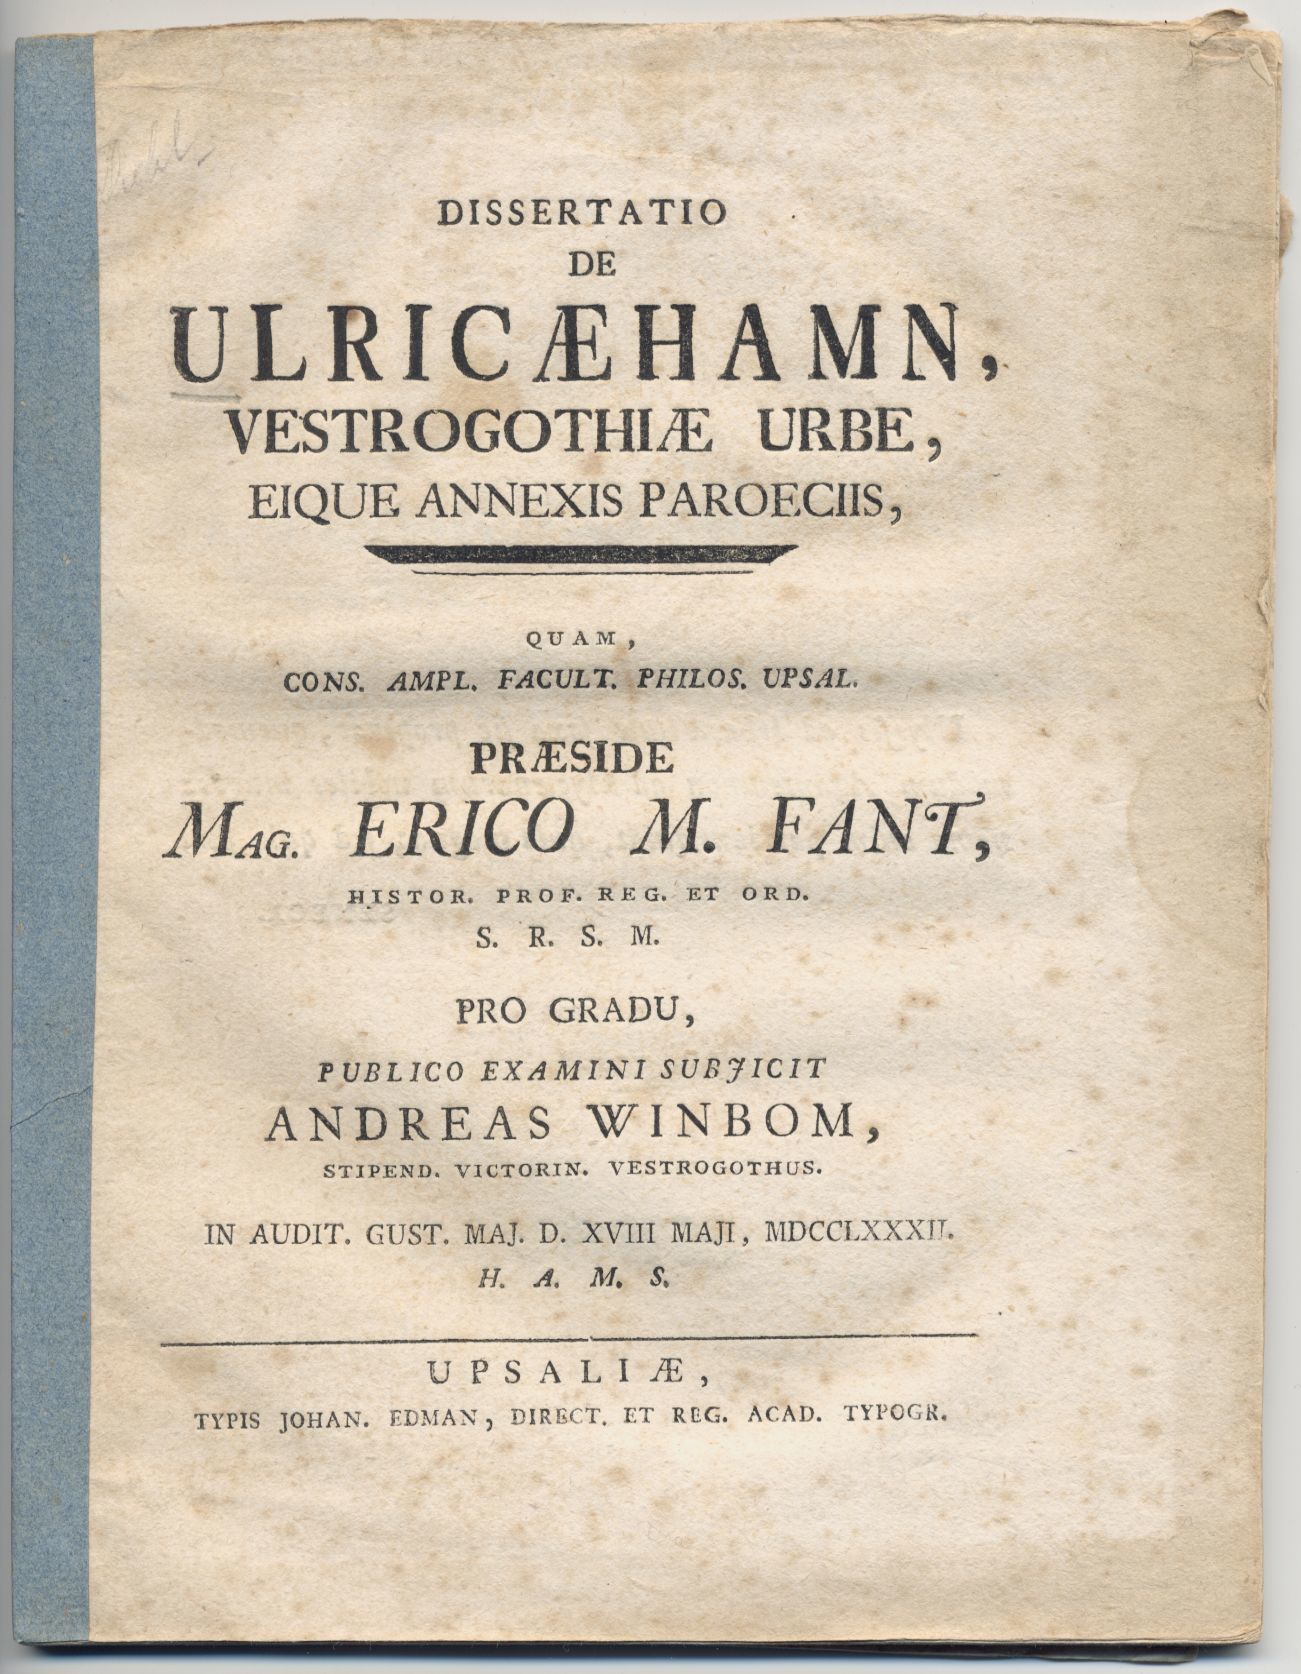 DISSERTATIO
DE
ULRICÆHAMN,
VESTROGOTHIÆ URBE,
EIQUE ANNEXIS PAROECIIS,
QUAM,
CONS. AMPL. FACULT. PHILOS. UPSAL.
PRÆSIDE
MAG. ERICO M. FANT,
HISTOR. PROF. REG. ET ORD.
S. R. S. M.
PRO GRADU,
PUBLICO EXAMINI SUBJICIT
ANDREAS WINBOM,
STIPEND. VICTORIN. VESTROGOTHUS.
IN AUDIT. GUST. MAJ. D. XVIII MAJI, MDCCLXXXII.
H. A. M. S.
UPSALIÆ,
TYPIS JOHAN. EDMAN, DIRECT. ET REG. ACAD. TYPOGR.